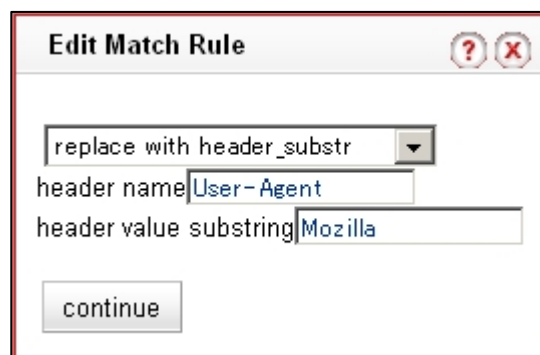 Edit Match Rule
? X
replace with header_substr
header name User-Agent
header value substring Mozilla
continue